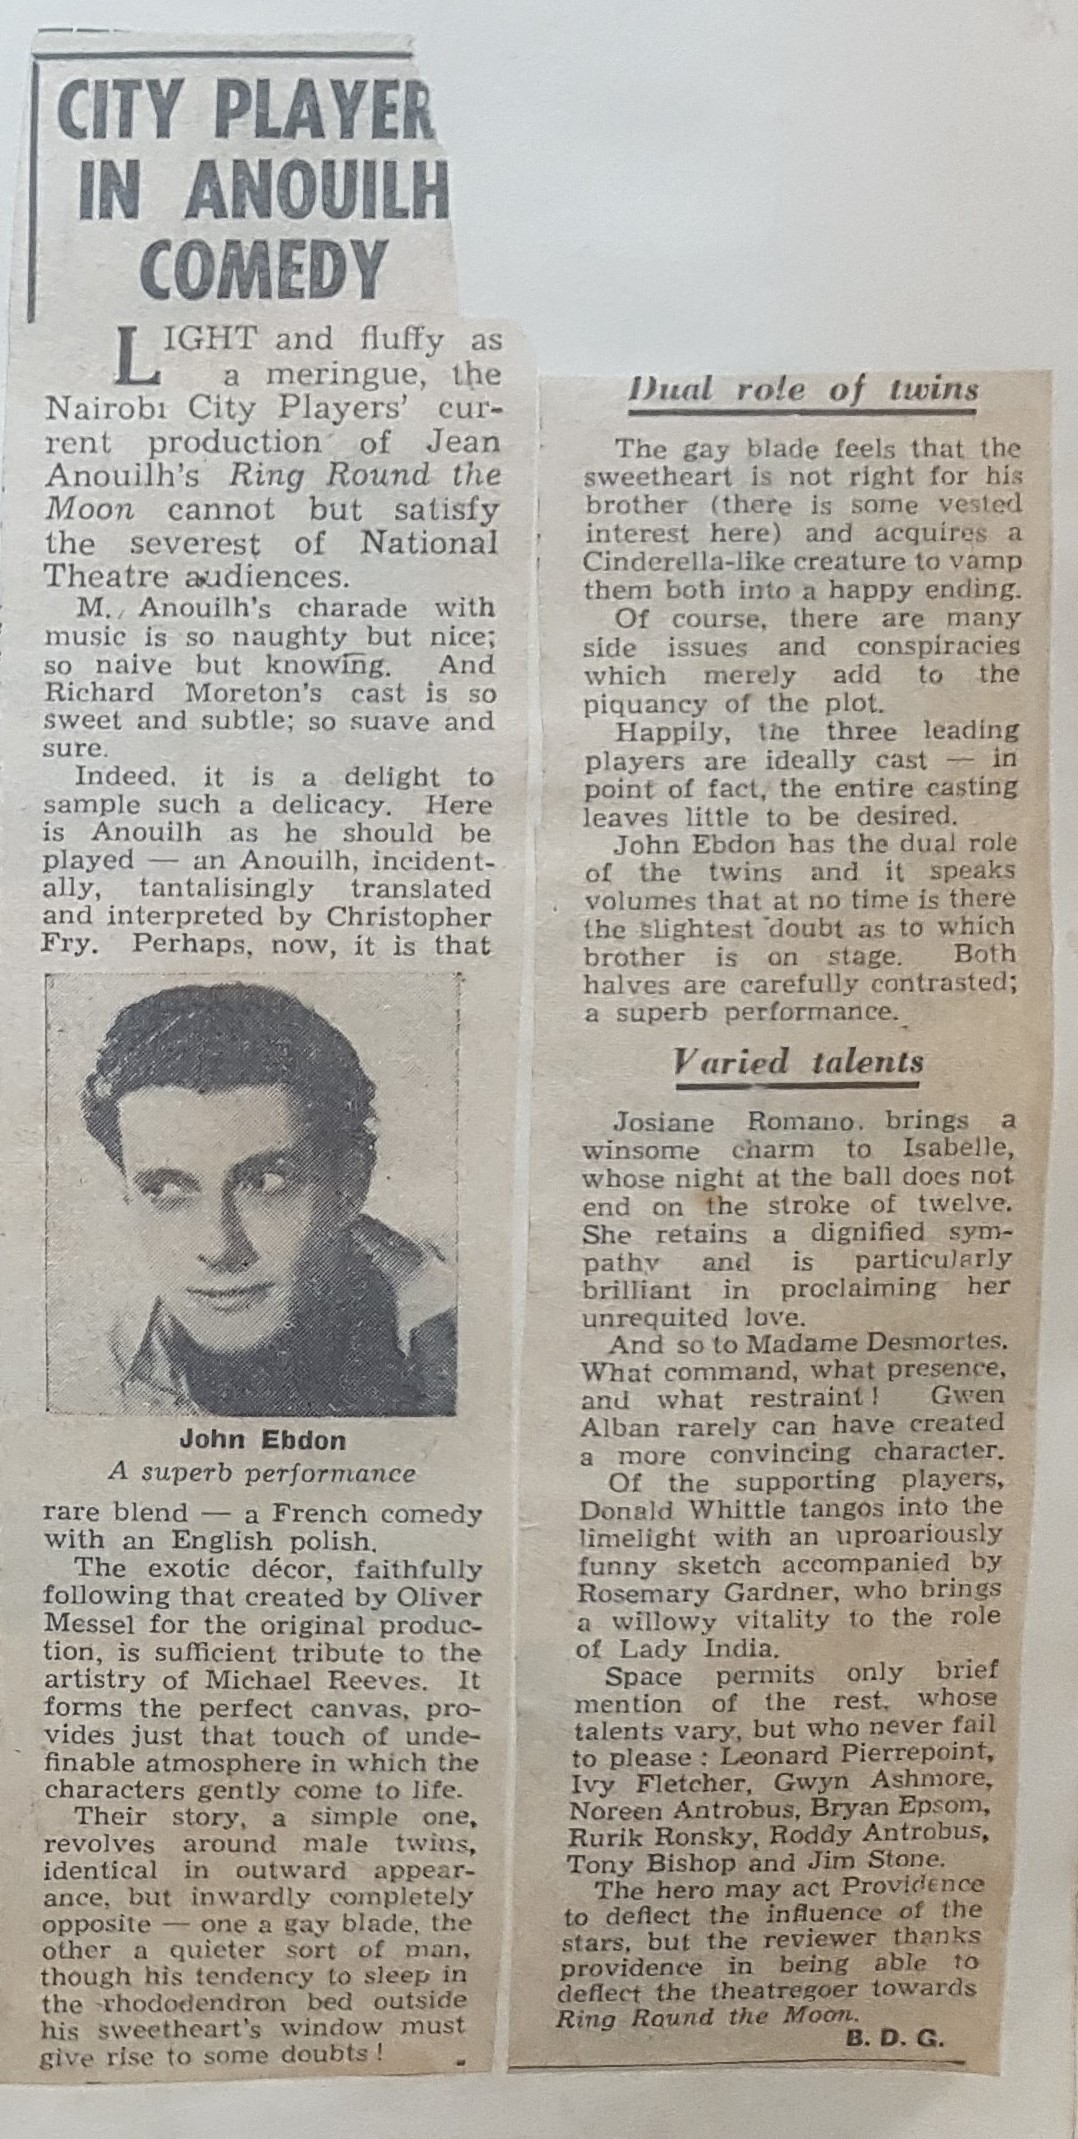 CITY PLAYER
IN ANOUILH
COMEDY
LIGHT and fluffy as
a meringue, the
Nairobi City Players' cur-
rent production of Jean
Anouilh's Ring Round the
Moon cannot but satisfy
the severest of National
Theatre audiences.
M. Anouilh's charade with
music is so naughty but nice;
so naive but knowing. And
Richard Moreton's cast is so
sweet and subtle; so suave and
sure.
Indeed, it is a delight to
sample such a delicacy. Here
is Anouilh as he should be
played — an Anouilh, incident-
ally, tantalisingly translated
and interpreted by Christopher
Fry. Perhaps, now, it is that
John Ebdon
A superb performance
rare blend — a French comedy
with an English polish.
The exotic décor, faithfully
following that created by Oliver
Messel for the original produc-
tion, is sufficient tribute to the
artistry of Michael Reeves. It
forms the perfect canvas, pro-
vides just that touch of unde-
finable atmosphere in which the
characters gently come to life.
Their story, a simple one,
revolves around male twins,
identical in outward appear-
ance, but inwardly completely
opposite — one a gay blade, the
other a quieter sort of man,
though his tendency to sleep in
the rhododendron bed outside
his sweetheart's window must
give rise to some doubts !
Dual role of twins
The gay blade feels that the
sweetheart is not right for his
brother (there is some vested
interest here) and acquires a
Cinderella-like creature to vamp
them both into a happy ending.
Of course, there are many
side issues and conspiracies
which merely add to the
piquancy of the plot.
Happily, the three leading
players are ideally cast — in
point of fact, the entire casting
leaves little to be desired.
John Ebdon has the dual role
of the twins and it speaks
volumes that at no time is there
the slightest doubt as to which
brother is on stage. Both
halves are carefully contrasted;
a superb performance.
Varied talents
Josiane Romano. brings a
winsome charm to Isabelle,
whose night at the ball does not
end on the stroke of twelve.
She retains a dignified sym-
pathy and is particularly
brilliant in proclaiming her
unrequited love.
And so to Madame Desmortes.
What command, what presence,
and what restraint ! Gwen
Alban rarely can have created
a more convincing character.
Of the supporting players,
Donald Whittle tangos into the
limelight with an uproariously
funny sketch accompanied by
Rosemary Gardner, who brings
a willowy vitality to the role
of Lady India.
Space permits only brief
mention of the rest, whose
talents vary, but who never fail
to please : Leonard Pierrepoint,
Ivy Fletcher, Gwyn Ashmore,
Noreen Antrobus, Bryan Epsom,
Rurik Ronsky, Roddy Antrobus,
Tony Bishop and Jim Stone.
The hero may act Providence
to deflect the influence of the
stars, but the reviewer thanks
providence in being able to
deflect the theatregoer towards
Ring Round the Moon.
B. D. G.